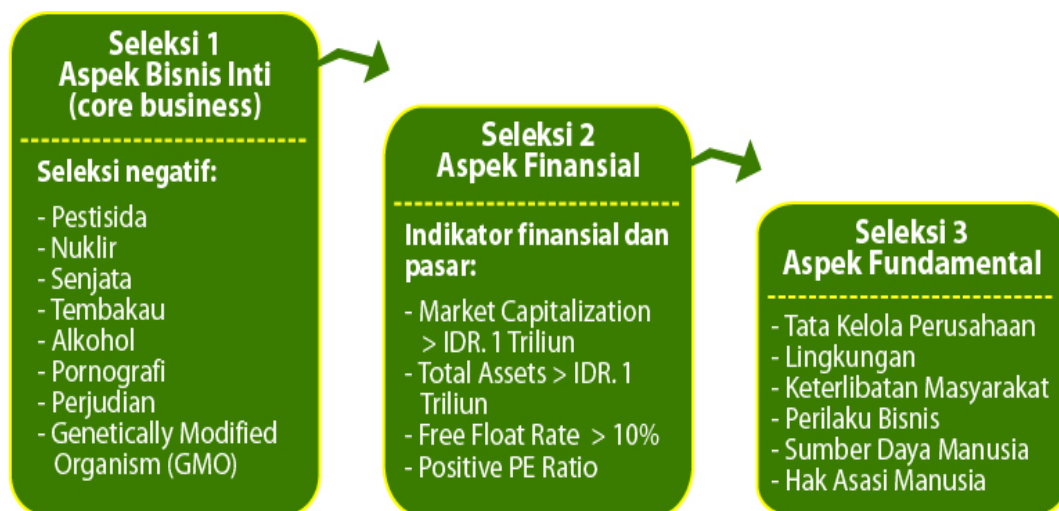 Seleksi 1
Aspek Bisnis Inti
(core business)
Seleksi negatif:
- Pestisida
- Nuklir
- Senjata
- Tembakau
- Alkohol
- Pornografi
- Perjudian
- Genetically Modified
Organism (GMO)
Seleksi 2
Aspek Finansial
Indikator finansial dan
pasar:
- Market Capitalization
> IDR. 1 Triliun
- Total Assets > IDR. 1
Triliun
- Free Float Rate > 10%
- Positive PE Ratio
Seleksi 3
Aspek Fundamental
- Tata Kelola Perusahaan
- Lingkungan
- Keterlibatan Masyarakat
- Perilaku Bisnis
- Sumber Daya Manusia
- Hak Asasi Manusia